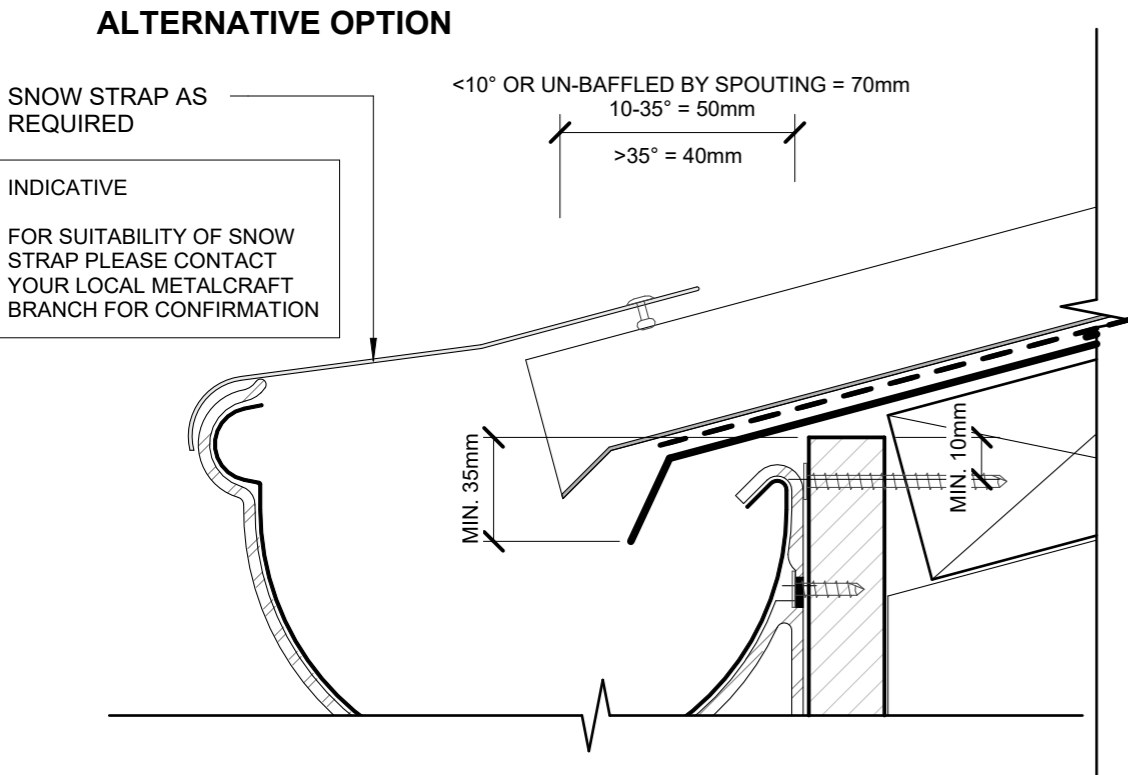 ALTERNATIVE OPTION
SNOW STRAP AS
REQUIRED
INDICATIVE
FOR SUITABILITY OF SNOW
STRAP PLEASE CONTACT
YOUR LOCAL METALCRAFT
BRANCH FOR CONFIRMATION
<10° OR UN-BAFFLED BY SPOUTING = 70mm
10-35° = 50mm
>35° = 40mm
MIN. 35mm
MIN. 10mm